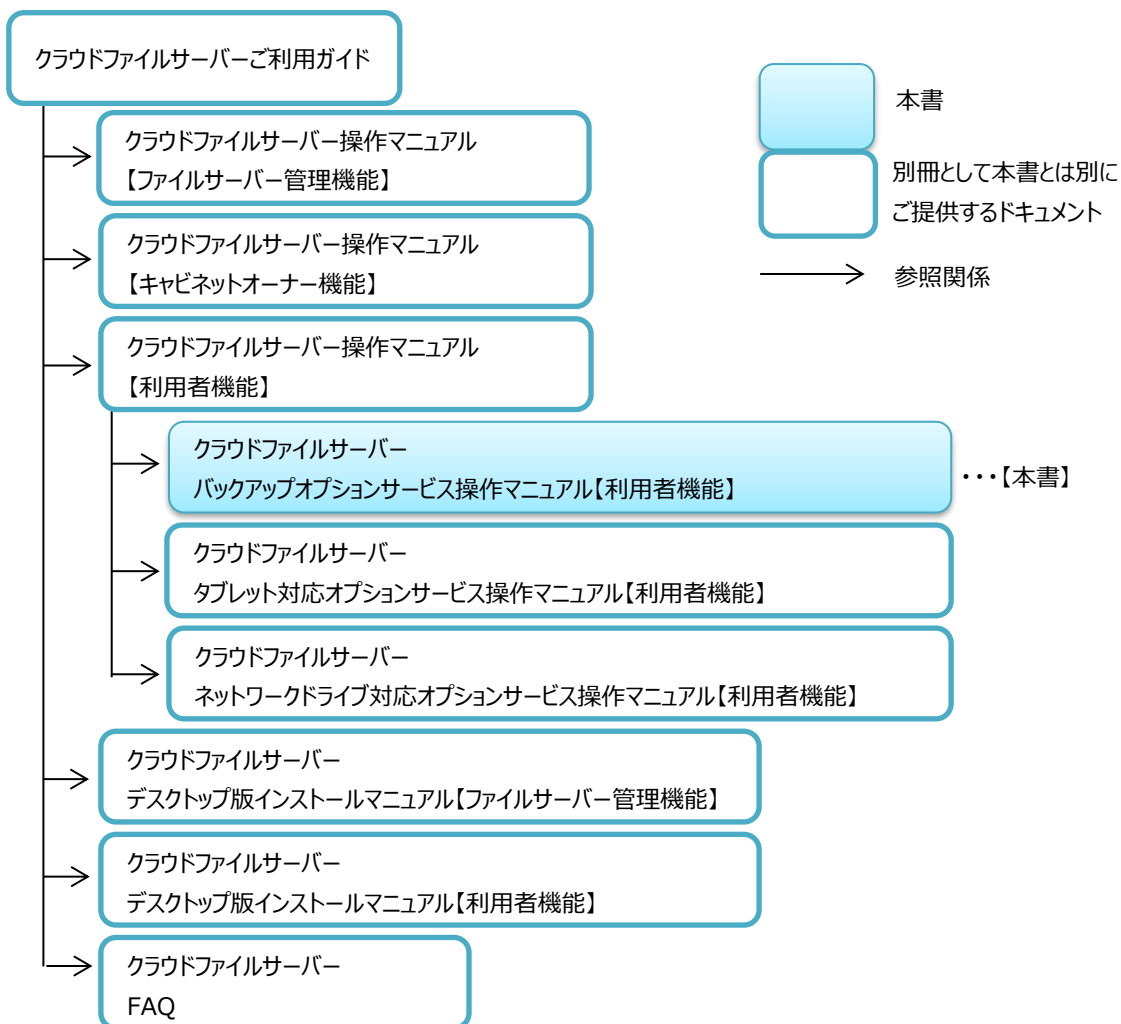 クラウドファイルサーバーご利用ガイド
クラウドファイルサーバー操作マニュアル
【ファイルサーバー管理機能】
クラウドファイルサーバー操作マニュアル
【キャビネットオーナー機能】
クラウドファイルサーバー操作マニュアル
【利用者機能】
クラウドファイルサーバー
バックアップオプションサービス操作マニュアル【利用者機能】
・・・【本書】
クラウドファイルサーバー
タブレット対応オプションサービス操作マニュアル【利用者機能】
クラウドファイルサーバー
ネットワークドライブ対応オプションサービス操作マニュアル【利用者機能】
クラウドファイルサーバー
デスクトップ版インストールマニュアル【ファイルサーバー管理機能】
クラウドファイルサーバー
デスクトップ版インストールマニュアル【利用者機能】
クラウドファイルサーバー
FAQ
本書
別冊として本書とは別に
ご提供するドキュメント
参照関係